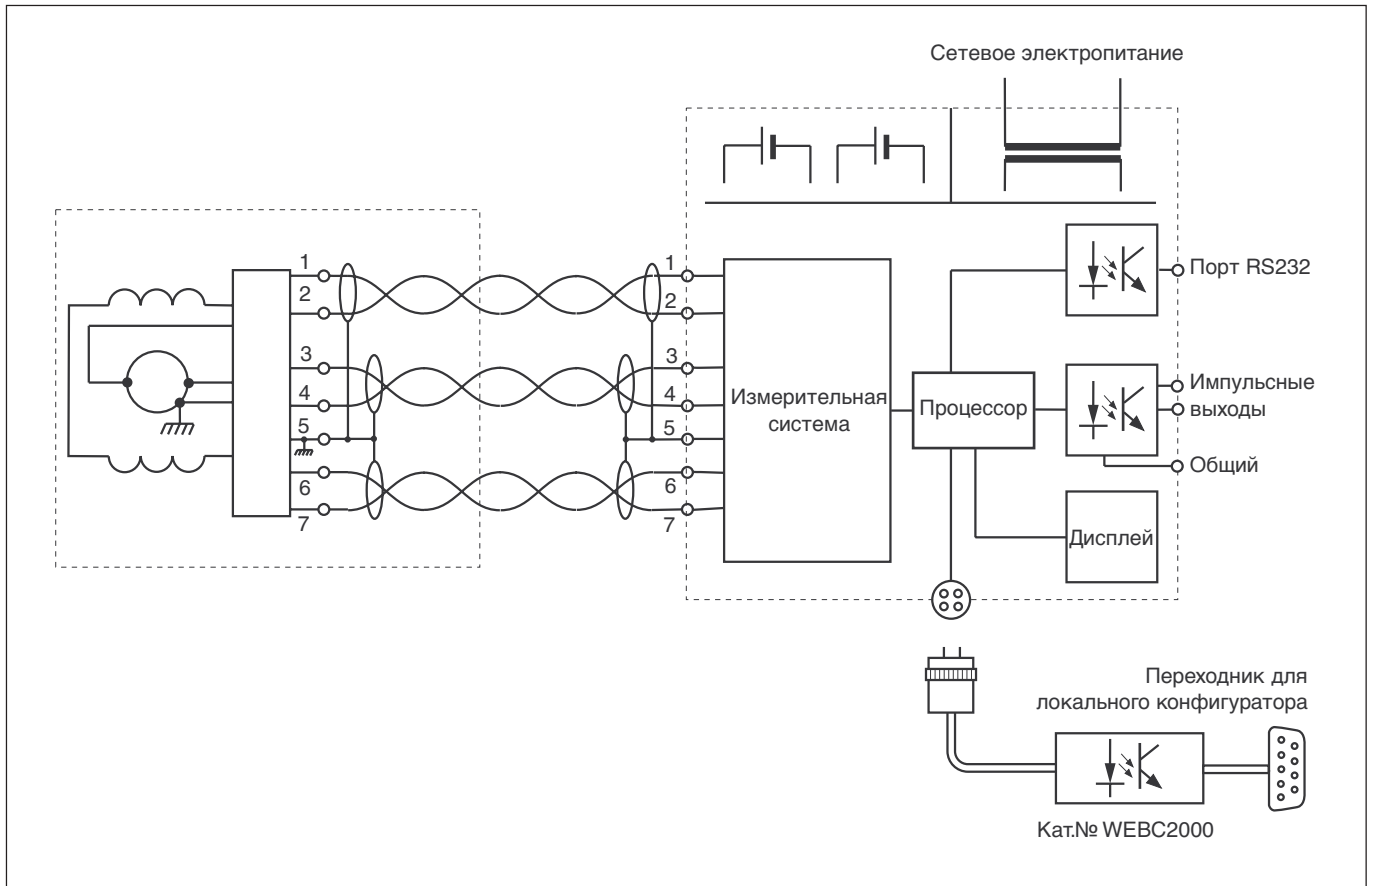 Сетевое электропитание
1
2
3
4
5
6
7
1
2
3
4
5
6
7
Измерительная
система
Процессор
Порт RS232
Импульсные
выходы
Общий
Дисплей
Переходник для
локального конфигуратора
Кат.№ WEBC2000